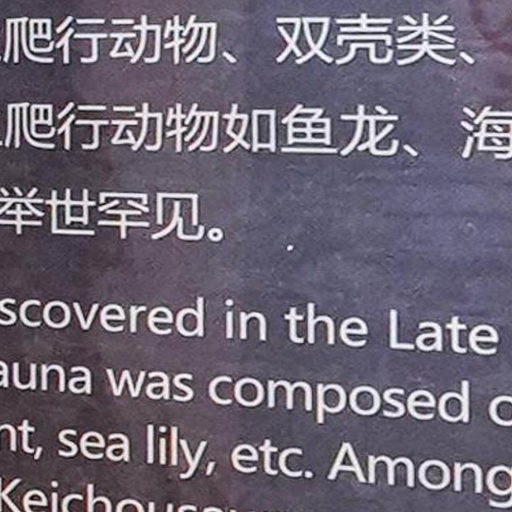 爬行动物、双壳类、
爬行动物如鱼龙、海
举世罕见。
scovered in the Late
auna was composed
nt, sea lily, etc. Among